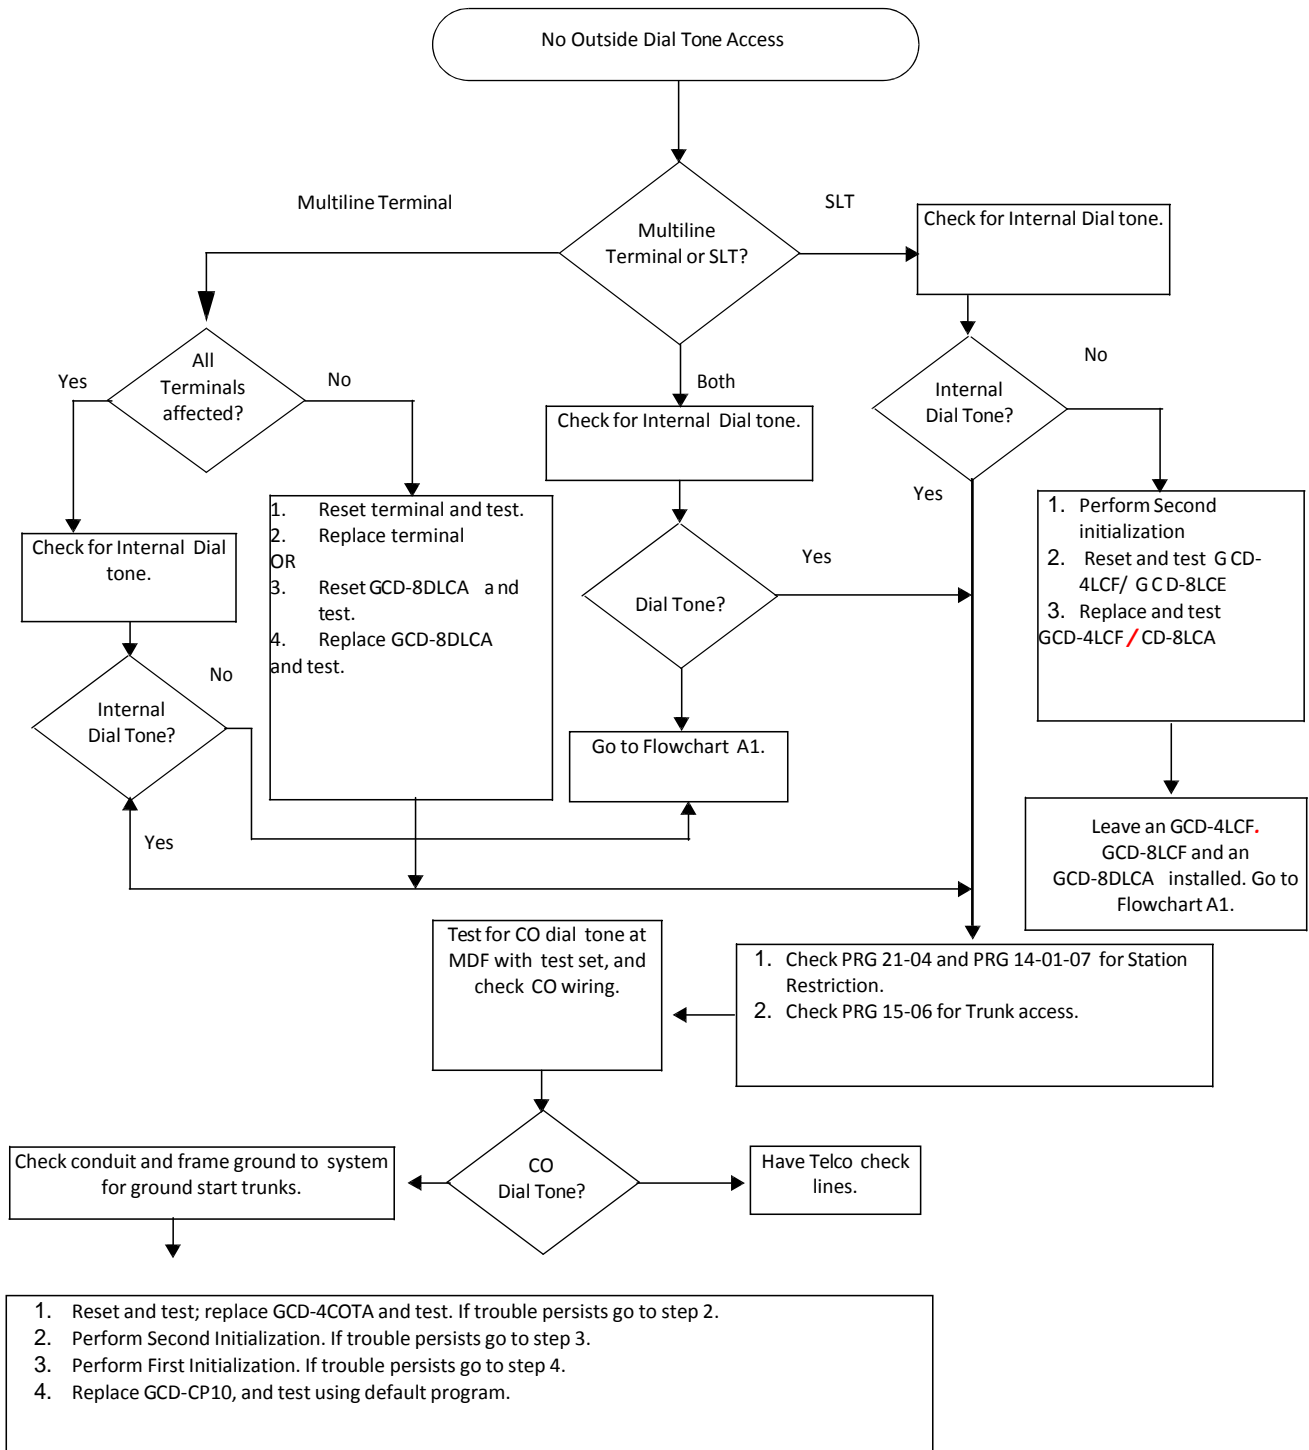 No Outside Dial Tone Access
Multiline Terminal
SLT
Multiline
Terminal or SLT?
Check for Internal Dial tone.
All
Terminals
affected?
Yes
No
Both
No
Internal
Dial Tone?
Check for Internal Dial tone.
Yes
1. Reset terminal and test.
2. Replace terminal
OR
3. Reset GCD-8DLCA and
test.
4. Replace GCD-8DLCA
and test.
1. Perform Second
initialization
2. Reset and test GCD-
4LCF/ GCD-8LCE
3. Replace and test
GCD-4LCF/CD-8LCA
Check for Internal Dial
tone.
Dial Tone?
Yes
Internal
Dial Tone?
No
Go to Flowchart A1.
Yes
Leave an GCD-4LCF.
GCD-8LCF and an
GCD-8DLCA installed. Go to
Flowchart A1.
Test for CO dial tone at
MDF with test set, and
check CO wiring.
1. Check PRG 21-04 and PRG 14-01-07 for Station
Restriction.
2. Check PRG 15-06 for Trunk access.
Check conduit and frame ground to system
for ground start trunks.
CO
Dial Tone?
Have Telco check
lines.
1. Reset and test; replace GCD-4COTA and test. If trouble persists go to step 2.
2. Perform Second Initialization. If trouble persists go to step 3.
3. Perform First Initialization. If trouble persists go to step 4.
4. Replace GCD-CP10, and test using default program.